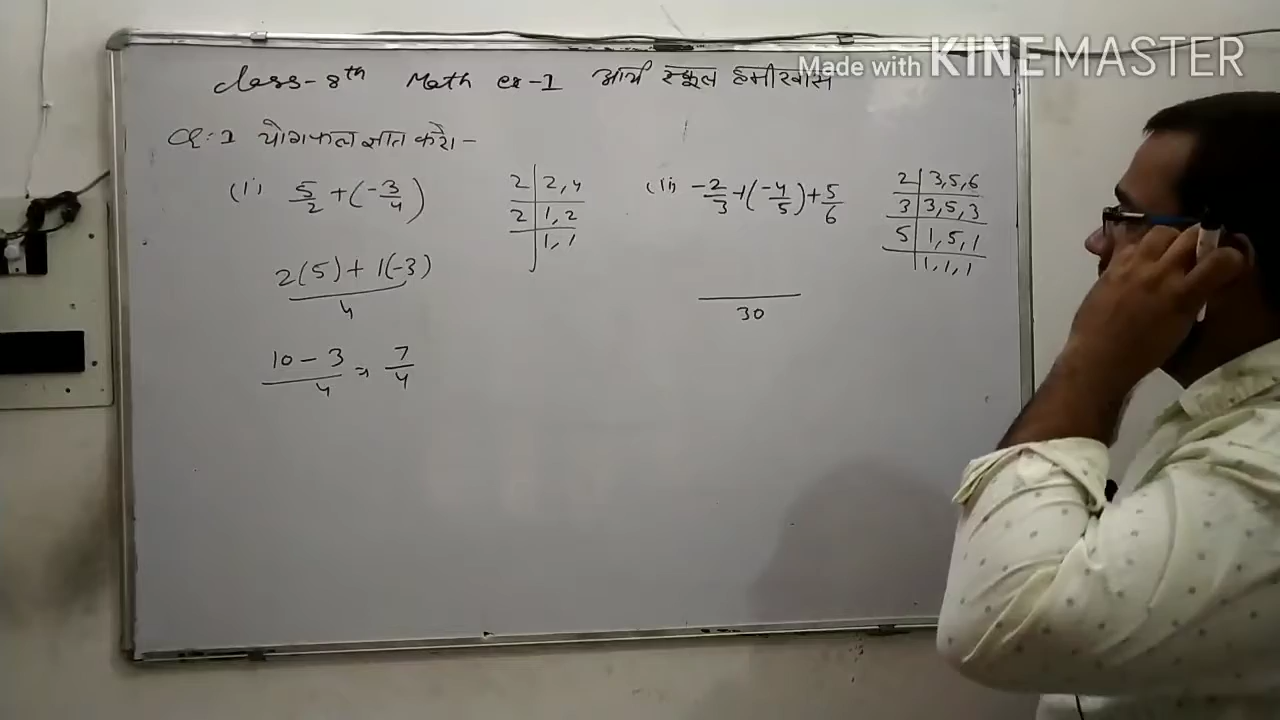 Made with KINEMASTER
Class-8th Math ex-1 आर्य स्कूल हमीरवास
Q:1 योगफल ज्ञात करो-
(i) 5/2 + (-3/4)
2 | 2, 4
2 | 1, 2
| 1, 1
2(5) + 1(-3)
4
10 - 3 / 4 = 7/4
(ii) -2/3 + (-4/5) + 5/6
2 | 3, 5, 6
3 | 3, 5, 3
5 | 1, 5, 1
| 1, 1, 1
30